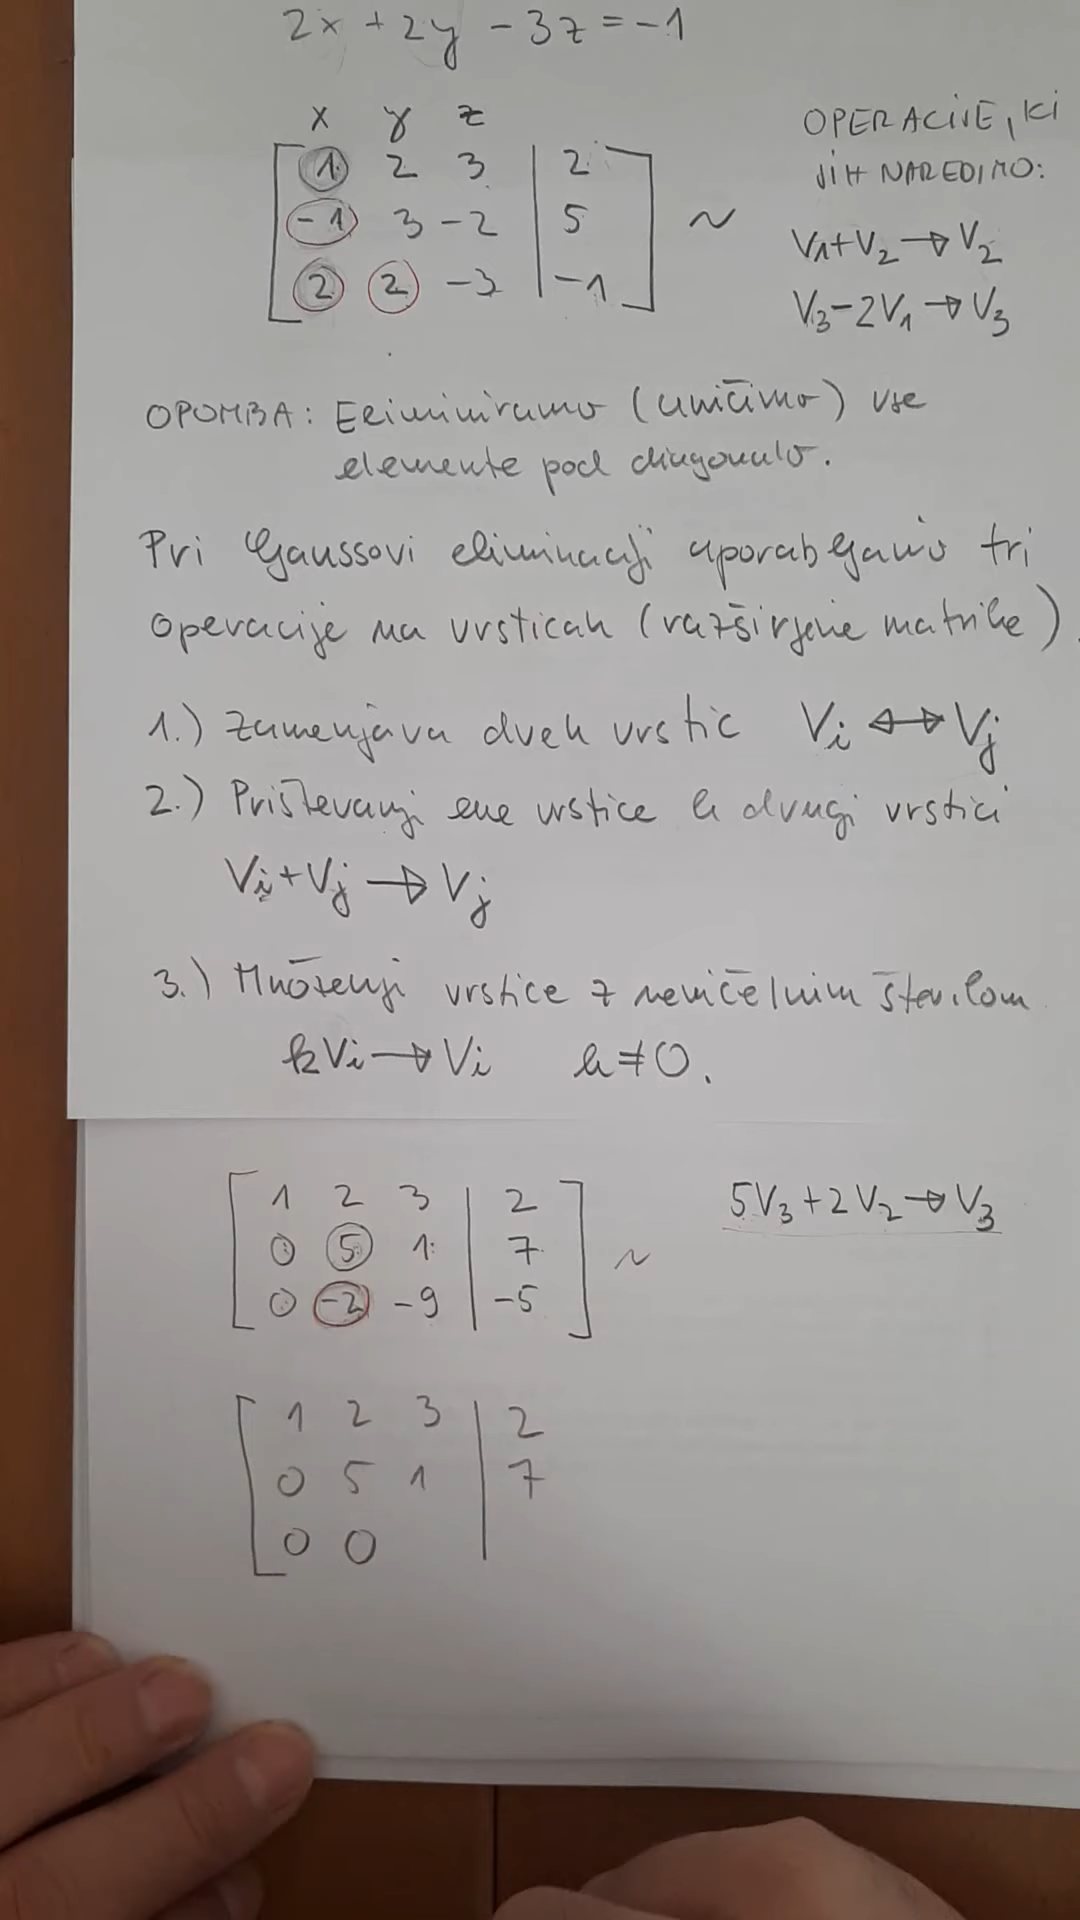 2x + 2y - 3z = -1
x y z
1 2 3 | 2
-1 3 -2 | 5 ~
2 2 -3 | -1
OPERACIJE, KI
JIH NAREDIMO:
V₁+V₂→V₂
V₃-2V₁→V₃
OPOMBA: Eliminiramo (uničimo) vse
elemente pod diagonalo.
Pri Gaussovi eliminaciji uporabljamo tri
operacije na vrsticah (razširjene matrike).
1.) Zamenjava dveh vrstic Vi ↔ Vj
2.) Prištevanje ene vrstice k drugi vrstici
Vi+Vj → Vj
3.) Množenje vrstice z neničelnim številom
kVi → Vi k≠0.
1 2 3 | 2
0 5 1 | 7 ~
0 -2 -9 | -5
5V₃+2V₂→V₃
1 2 3 | 2
0 5 1 | 7
0 0 |